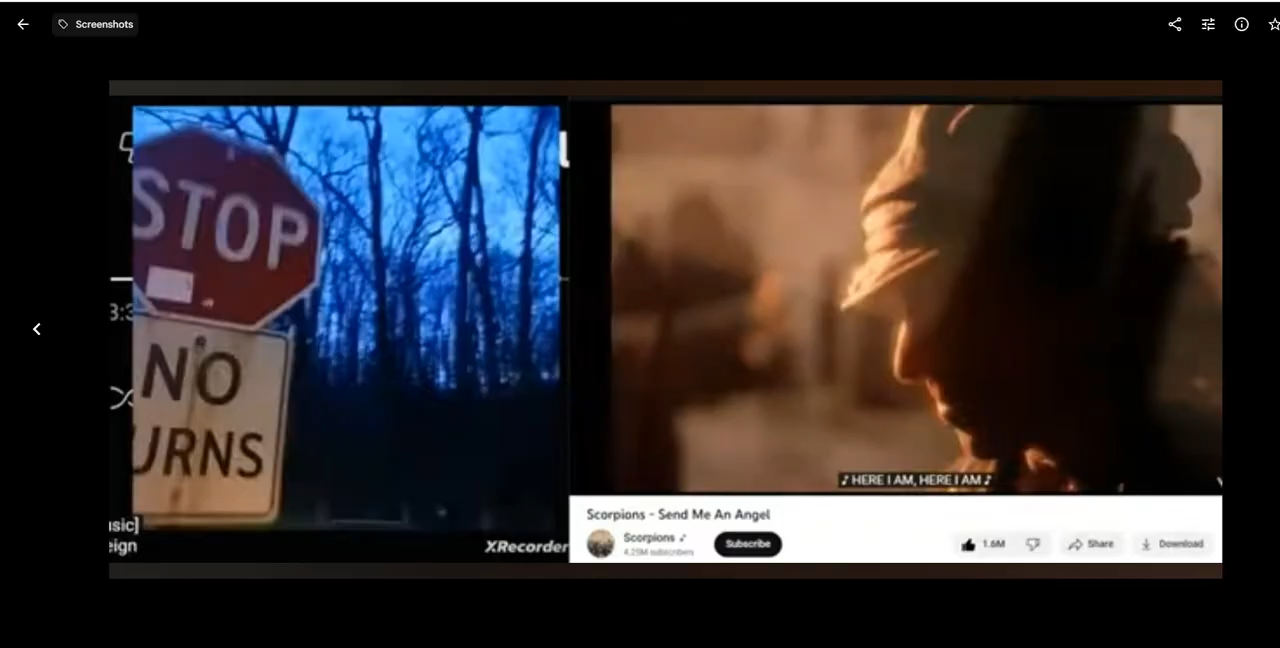 Screenshots
STOP
NO
URNS
3:3
sic]
eign
XRecorder
♪ HERE I AM, HERE I AM ♪
Scorpions - Send Me An Angel
Scorpions ♪
4.25M subscribers
Subscribe
1.6M
Share
Download